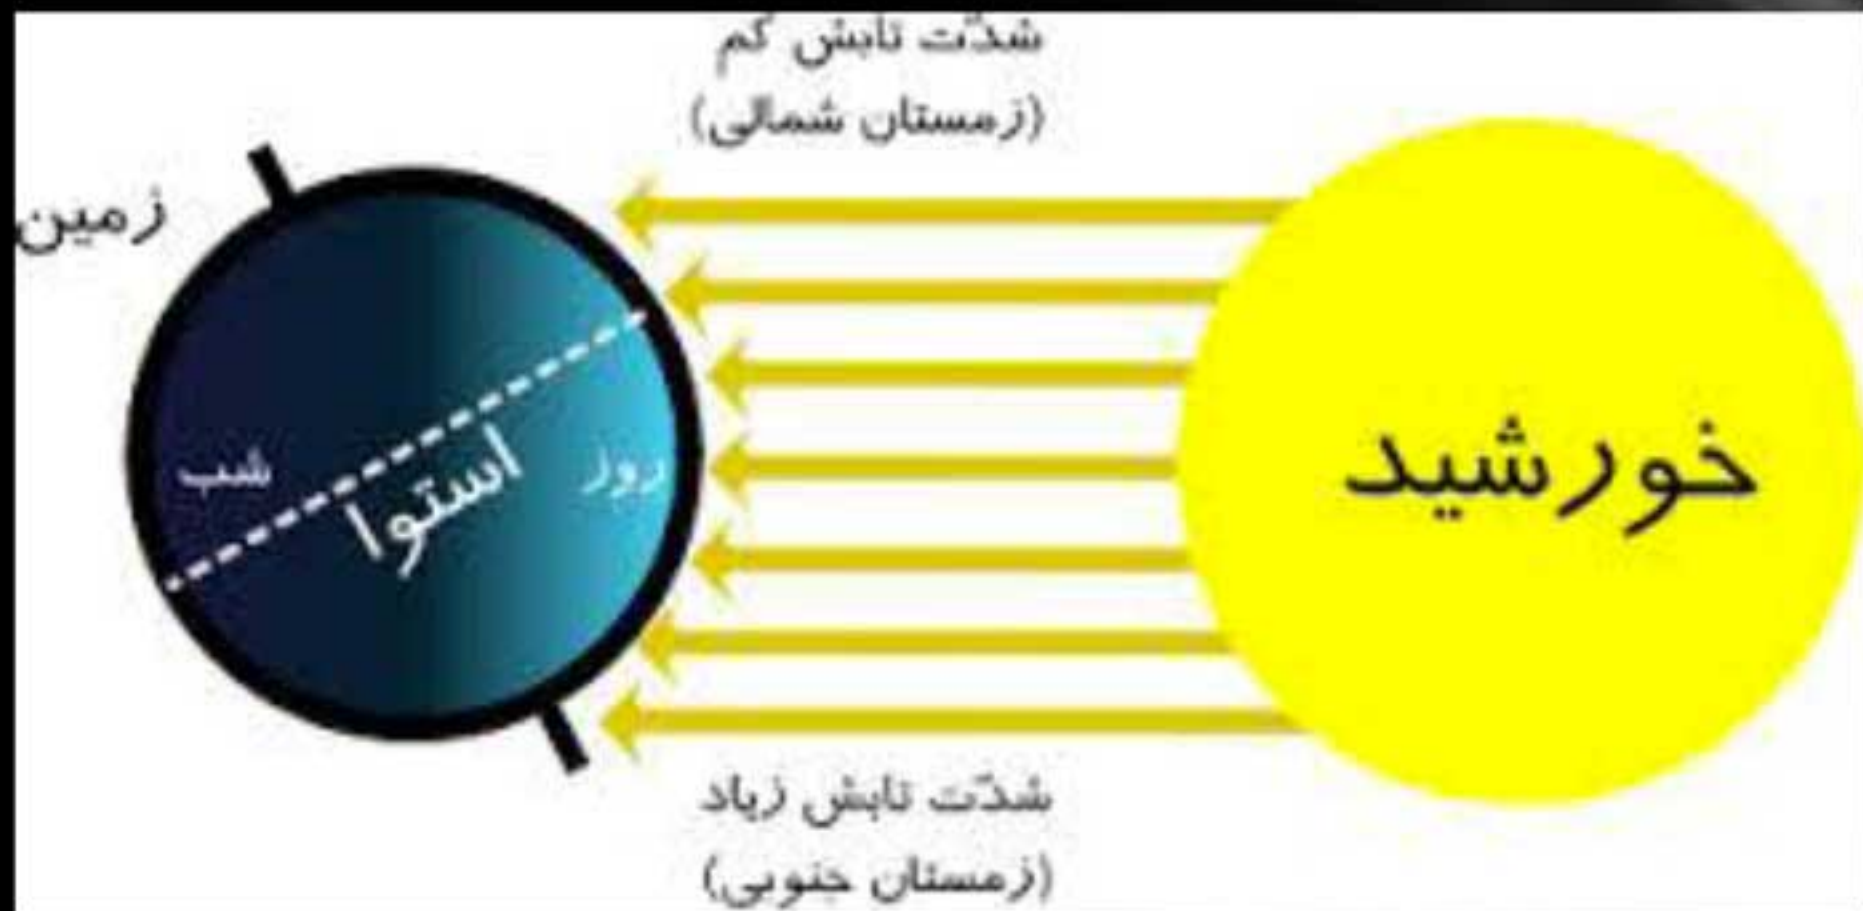 شدّت تابش کم
(زمستان شمالی)
زمین
خورشید
استوا
روز
شب
شدّت تابش زیاد
(زمستان جنوبی)